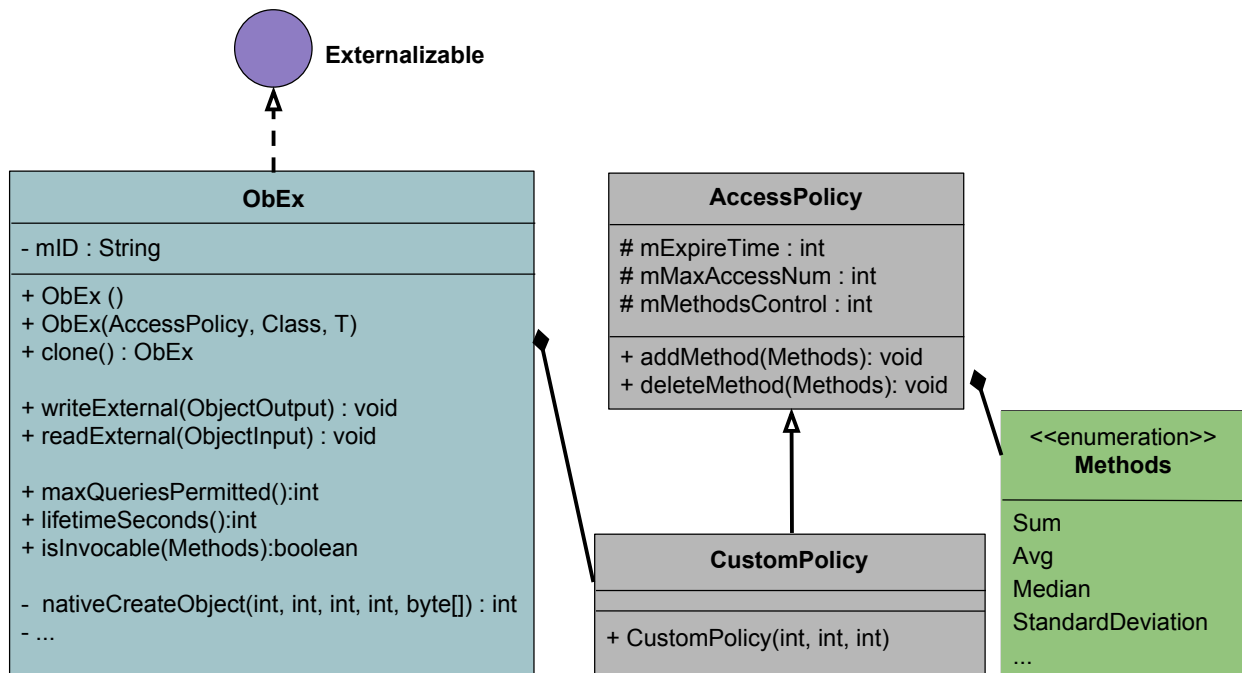 Externalizable
ObEx
- mID : String
+ ObEx ()
+ ObEx(AccessPolicy, Class, T)
+ clone() : ObEx
+ writeExternal(ObjectOutput) : void
+ readExternal(ObjectInput) : void
+ maxQueriesPermitted():int
+ lifetimeSeconds():int
+ isInvocable(Methods):boolean
- nativeCreateObject(int, int, int, int, byte[]) : int
- ...
AccessPolicy
# mExpireTime : int
# mMaxAccessNum : int
# mMethodsControl : int
+ addMethod(Methods): void
+ deleteMethod(Methods): void
CustomPolicy
+ CustomPolicy(int, int, int)
<<enumeration>>
Methods
Sum
Avg
Median
StandardDeviation
...